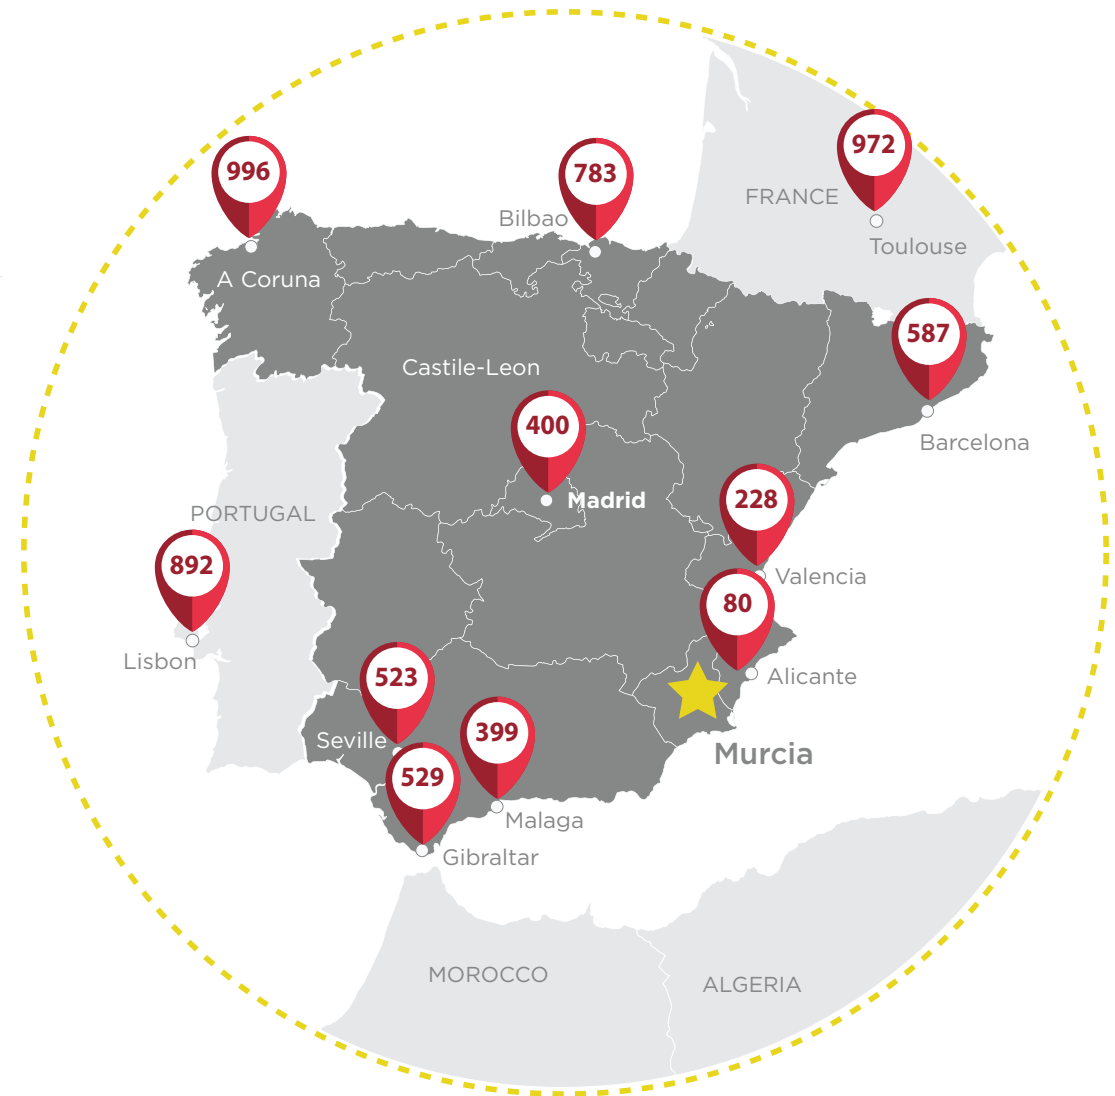 996
783
972
FRANCE
Bilbao
Toulouse
A Coruna
587
Castile-Leon
400
Barcelona
228
Madrid
PORTUGAL
892
Valencia
80
Lisbon
523
Alicante
399
Seville
Murcia
529
Malaga
Gibraltar
MOROCCO
ALGERIA